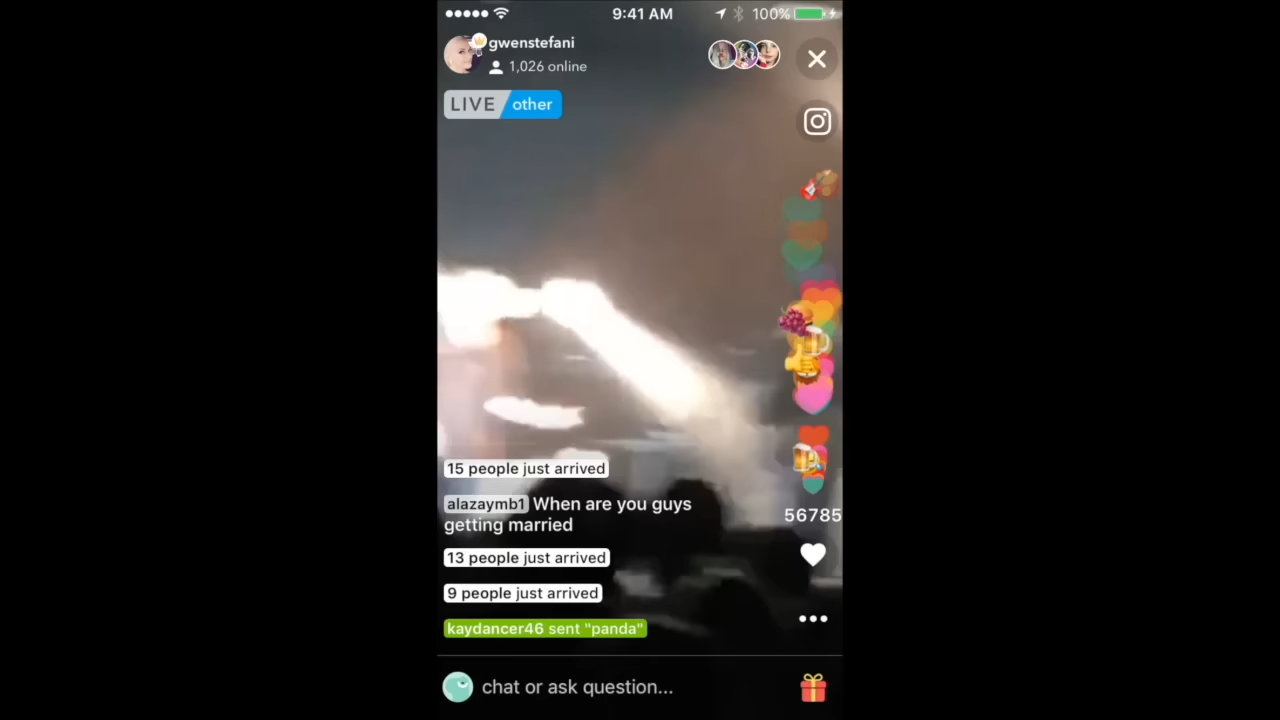 9:41 AM
100%
gwenstefani
1,026 online
LIVE other
15 people just arrived
alazaymb1 When are you guys
getting married
56785
13 people just arrived
9 people just arrived
kaydancer46 sent "panda"
chat or ask question...